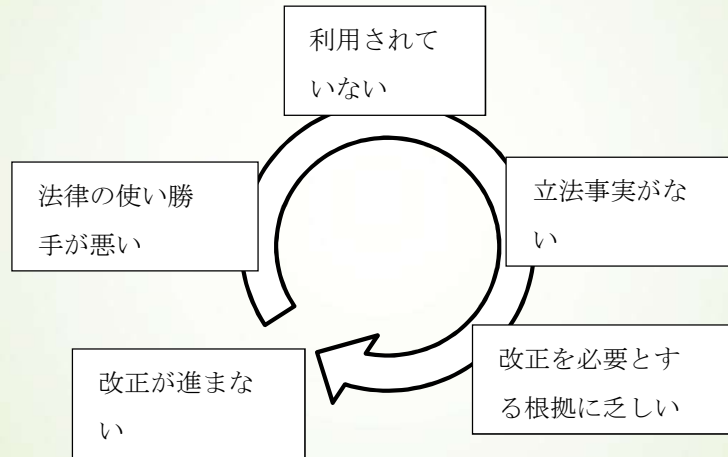 利用されて
いない
法律の使い勝
手が悪い
立法事実がな
い
改正を必要とす
る根拠に乏しい
改正が進まな
い